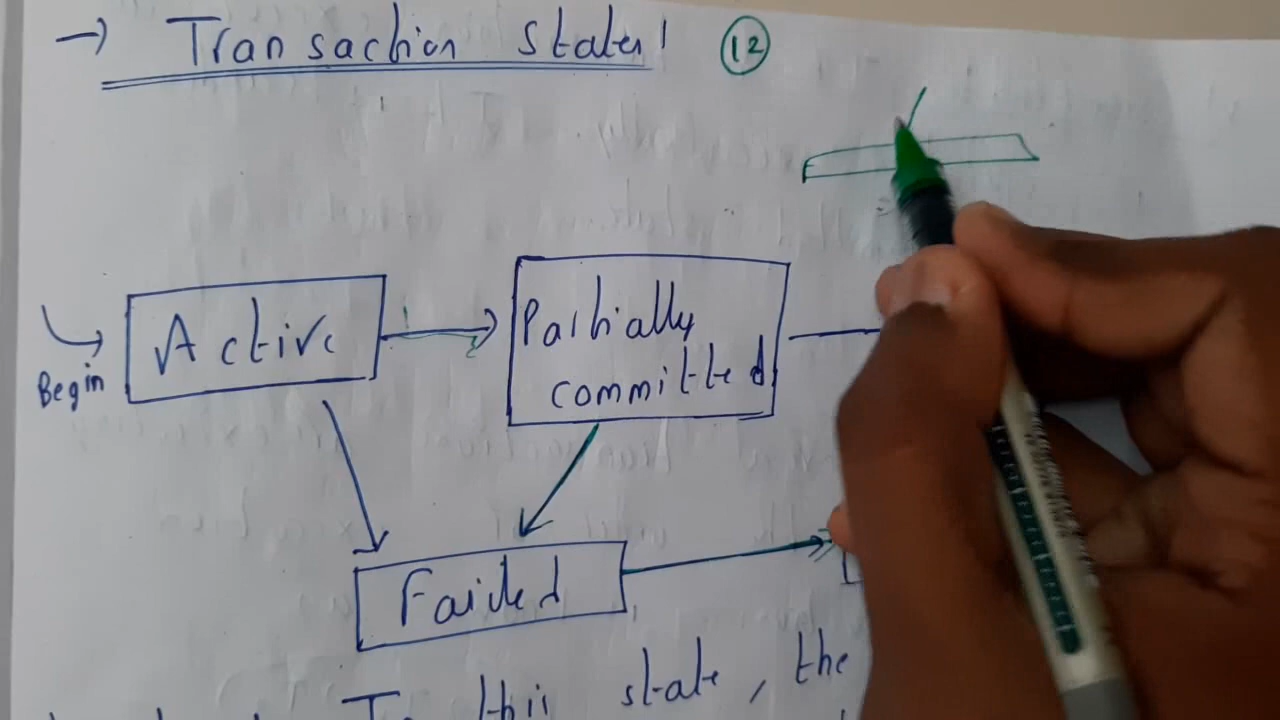 → Transaction states! 12
Active
Partially
committed
Begin
Failed
In this state, the